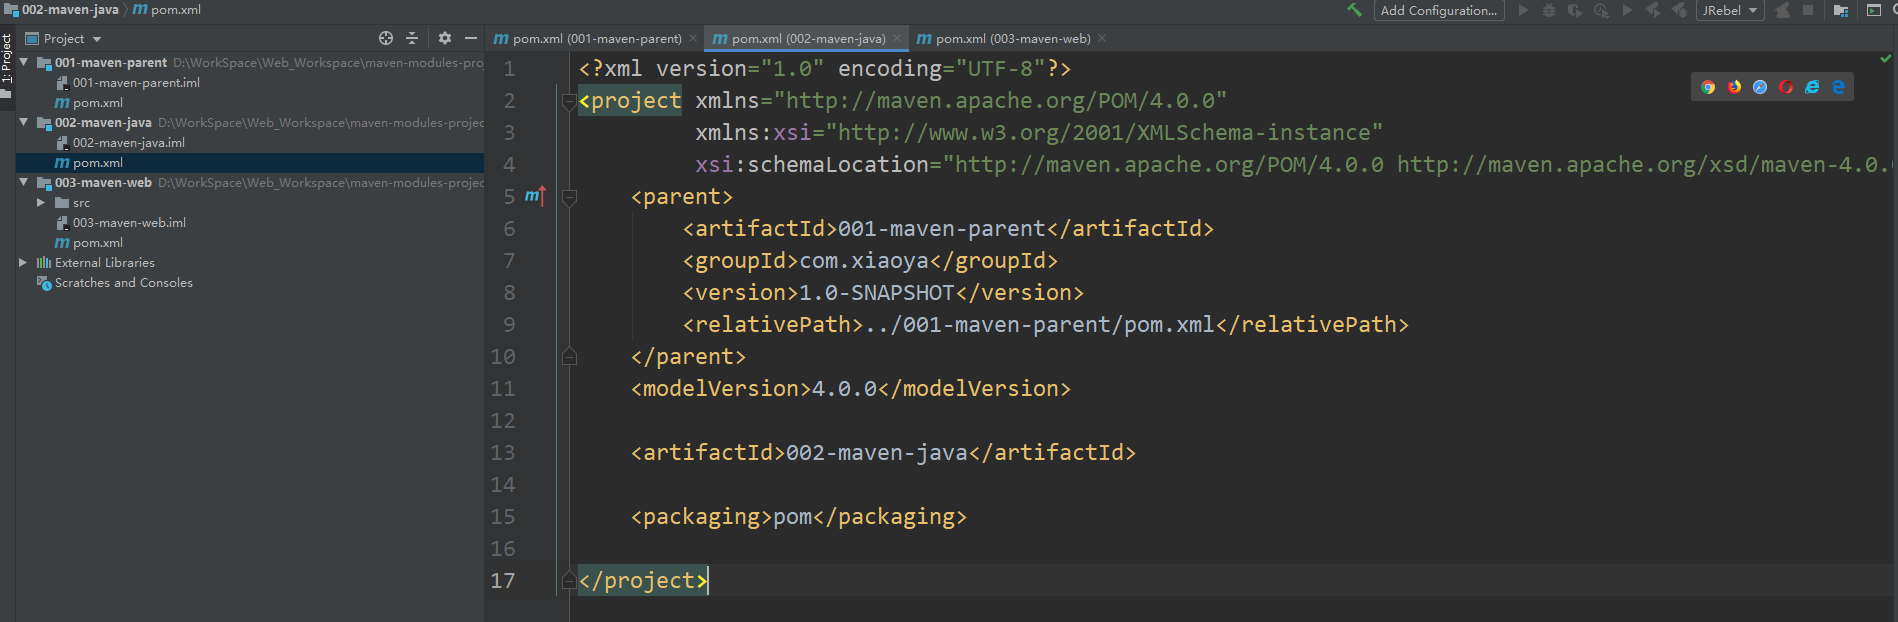 002-maven-java pom.xml
Add Configuration... JRebel
1: Project
Project
001-maven-parent D:\WorkSpace\Web_Workspace\maven-modules-pro
001-maven-parent.iml
pom.xml
002-maven-java D:\WorkSpace\Web_Workspace\maven-modules-projec
002-maven-java.iml
pom.xml
003-maven-web D:\WorkSpace\Web_Workspace\maven-modules-projec
src
003-maven-web.iml
pom.xml
External Libraries
Scratches and Consoles
pom.xml (001-maven-parent) pom.xml (002-maven-java) pom.xml (003-maven-web)
1 <?xml version="1.0" encoding="UTF-8"?>
2 <project xmlns="http://maven.apache.org/POM/4.0.0"
3 xmlns:xsi="http://www.w3.org/2001/XMLSchema-instance"
4 xsi:schemaLocation="http://maven.apache.org/POM/4.0.0 http://maven.apache.org/xsd/maven-4.0.
5 <parent>
6 <artifactId>001-maven-parent</artifactId>
7 <groupId>com.xiaoya</groupId>
8 <version>1.0-SNAPSHOT</version>
9 <relativePath>../001-maven-parent/pom.xml</relativePath>
10 </parent>
11 <modelVersion>4.0.0</modelVersion>
12
13 <artifactId>002-maven-java</artifactId>
14
15 <packaging>pom</packaging>
16
17 </project>